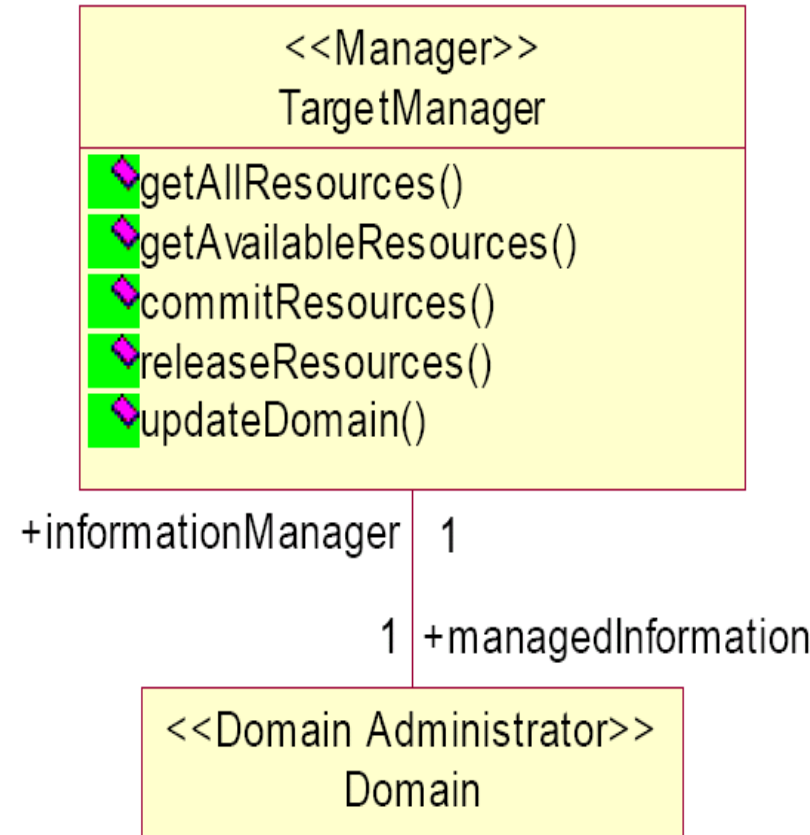 <<Manager>>
TargetManager
getAllResources()
getAvailableResources()
commitResources()
releaseResources()
updateDomain()
+informationManager 1
1 +managedInformation
<<Domain Administrator>>
Domain